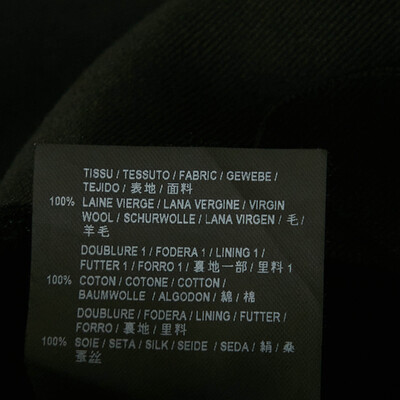 TISSU / TESSUTO / FABRIC / GEWEBE /
TEJIDO / 表地 / 面料
100% LAINE VIERGE / LANA VERGINE / VIRGIN
WOOL / SCHURWOLLE / LANA VIRGEN / 毛 /
羊毛
DOUBLURE 1 / FODERA 1 / LINING 1 /
FUTTER 1 / FORRO 1 / 裏地一部 / 里料 1
100% COTON / COTONE / COTTON /
BAUMWOLLE / ALGODON / 綿 / 棉
DOUBLURE / FODERA / LINING / FUTTER /
FORRO / 裏地 / 里料
100% SOIE / SETA / SILK / SEIDE / SEDA / 絹 / 桑
蚕丝